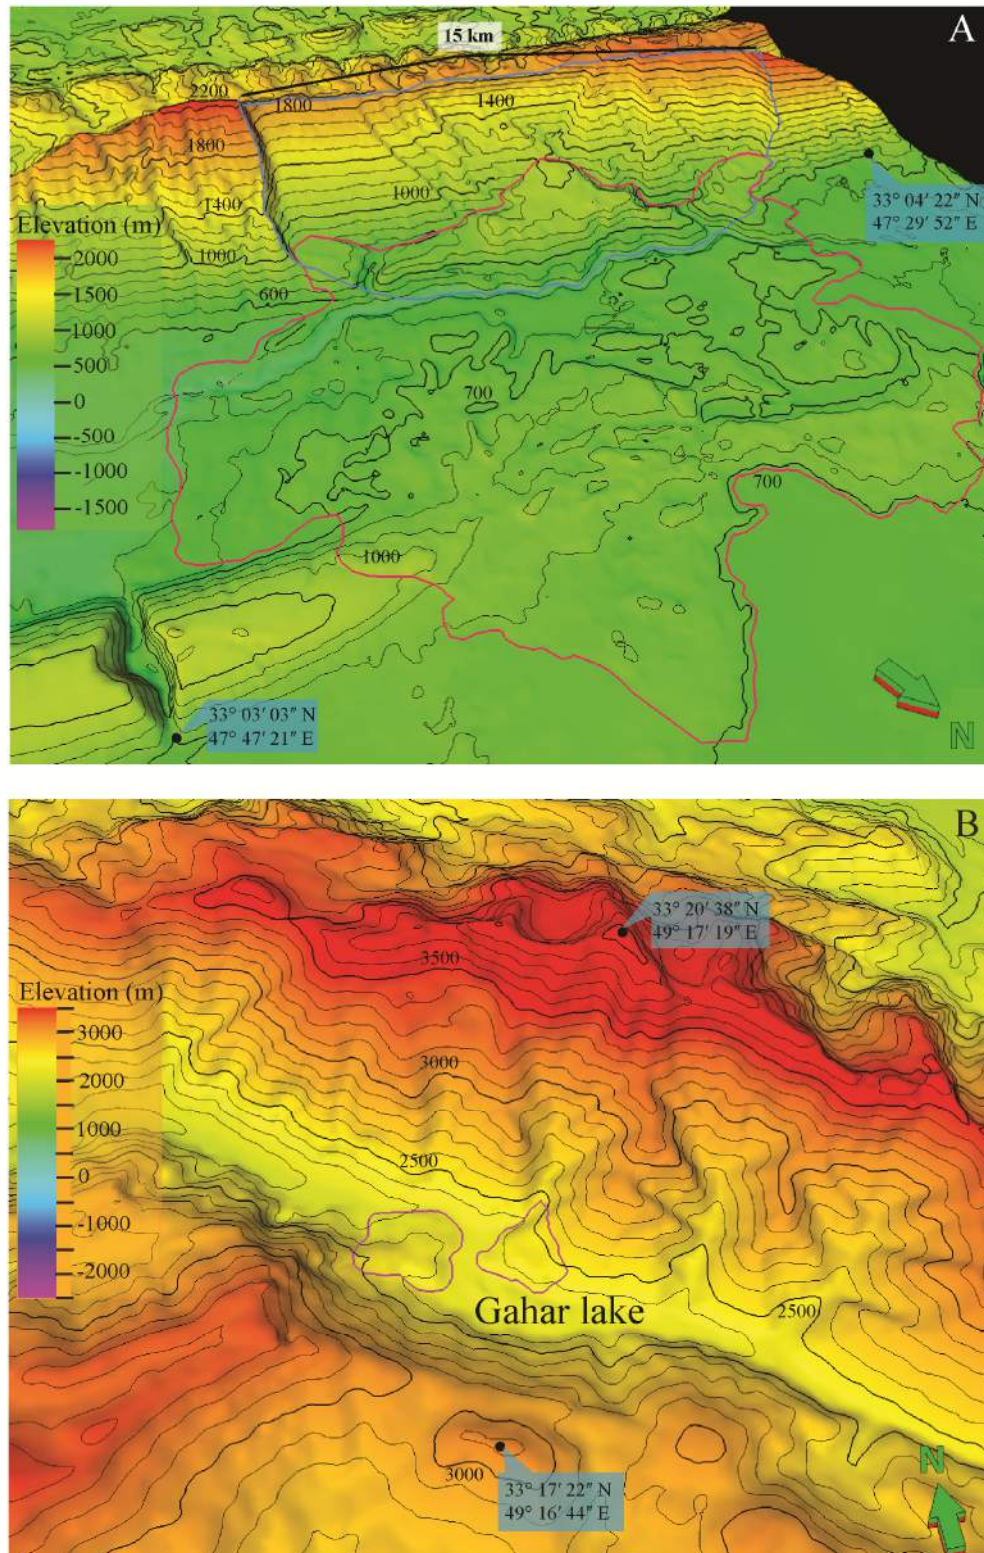 A
15 km
2200
1800
1400
1800
1000
1400
33° 04′ 22″ N
47° 29′ 52″ E
Elevation (m)
2000
1500
1000
500
0
-500
-1000
-1500
1000
600
700
700
1000
33° 03′ 03″ N
47° 47′ 21″ E
N
B
33° 20′ 38″ N
49° 17′ 19″ E
3500
Elevation (m)
3000
2000
1000
0
-1000
-2000
3000
2500
Gahar lake
2500
3000
33° 17′ 22″ N
49° 16′ 44″ E
N